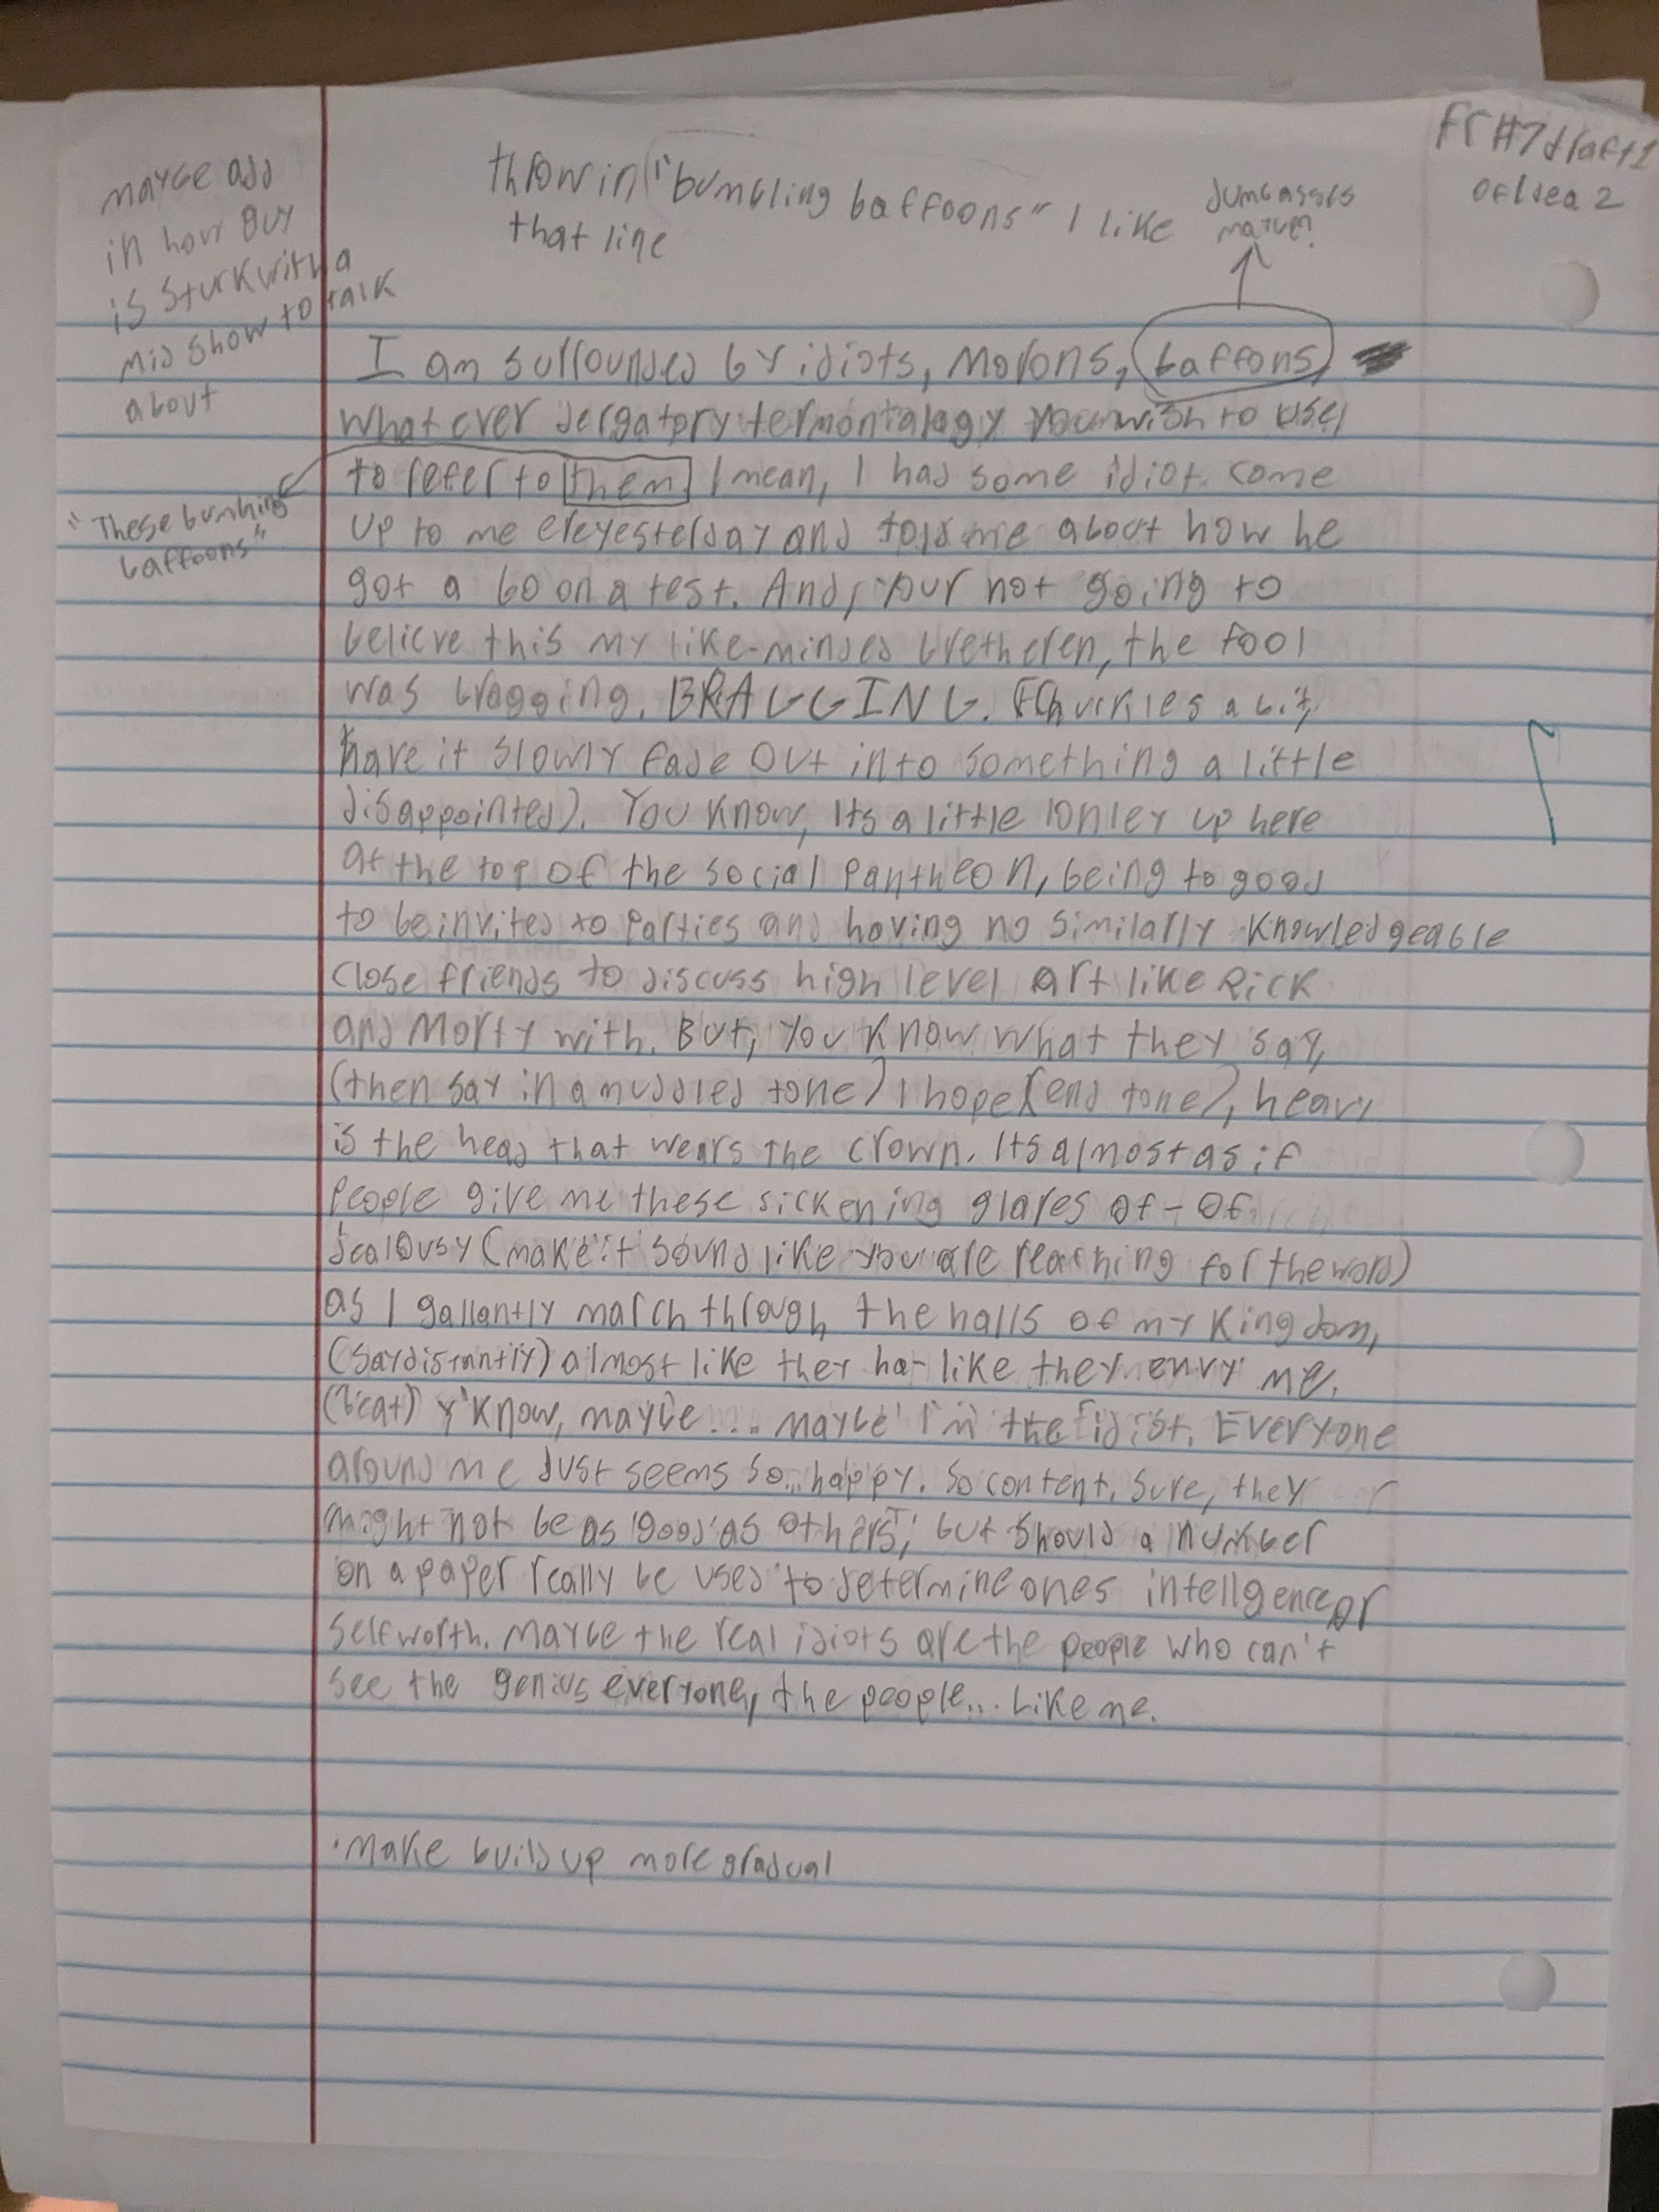 FR#7 draft 1
of Idea 2
throw in "bumbling baffoons" I like
that line
dumbasses
mature?
maybe add
in how guy
is sturk with a
mid show to talk
about
I am surrounded by idiots, morons, baffons,
what ever dergatory termontalagy you wish to use,
to refer to them. I mean, I had some idiot come
"These bumbling
baffoons"
up to me ereyesterday and told me about how he
got a 60 on a test. And, your not going to
believe this my like-minded bretheren, the fool
was bragging. BRAGGING. (Chuckles a bit,
have it slowly fade out into something a little
disappointed). You know, Its a little lonley up here
at the top of the social pantheon, being to good
to be invited to parties and having no similarly knowledgeable
close friends to discuss high level art like Rick
and Morty with. But, you know what they say,
(then say in a muddled tone) I hope (end tone), heavy
is the head that wears the crown. Its almost as if
people give me these sickening glares of - of
jealousy (make it sound like you are reaching for the word)
as I gallantly march through the halls of my kingdom,
(say distantly) almost like they ha- like they envy me.
(beat) y'know, maybe... maybe I'm the idiot. Everyone
around me just seems so... happy. So content. Sure, they
might not be as 'good' as others, but should a number
on a paper really be used to determine ones intellgence or
self worth. Maybe the real idiots are the people who can't
see the genius everyone, the people... Like me.
• Make build up more gradual